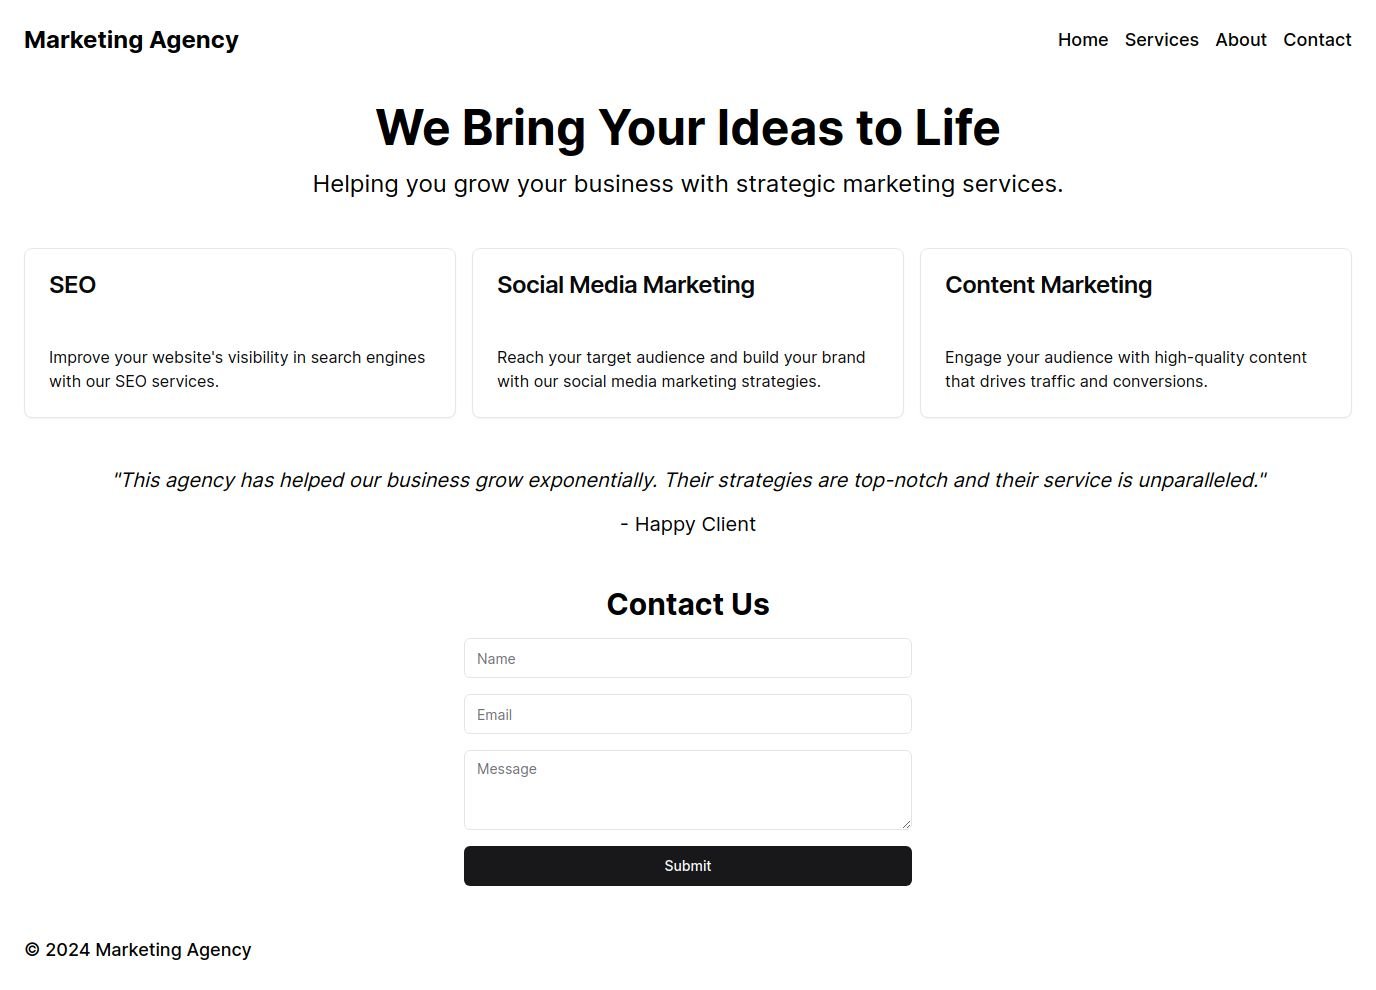 Marketing Agency
Home Services About Contact
We Bring Your Ideas to Life
Helping you grow your business with strategic marketing services.
SEO
Improve your website's visibility in search engines
with our SEO services.
Social Media Marketing
Reach your target audience and build your brand
with our social media marketing strategies.
Content Marketing
Engage your audience with high-quality content
that drives traffic and conversions.
"This agency has helped our business grow exponentially. Their strategies are top-notch and their service is unparalleled."
- Happy Client
Contact Us
Name
Email
Message
Submit
© 2024 Marketing Agency